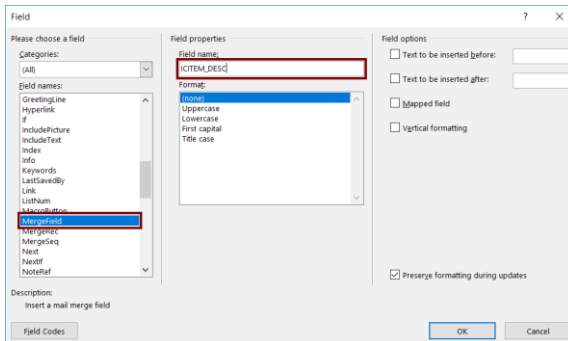 Field ? ×
Please choose a field
Categories:
(All)
Field names:
GreetingLine
Hyperlink
If
IncludePicture
IncludeText
Index
Info
Keywords
LastSavedBy
Link
ListNum
MacroButton
MergeField
MergeRec
MergeSeq
Next
NextIf
NoteRef
Field properties
Field name:
ICITEM_DESC
Format:
(none)
Uppercase
Lowercase
First capital
Title case
Field options
Text to be inserted before:
Text to be inserted after:
Mapped field
Vertical formatting
Preserve formatting during updates
Description:
Insert a mail merge field
Field Codes
OK
Cancel